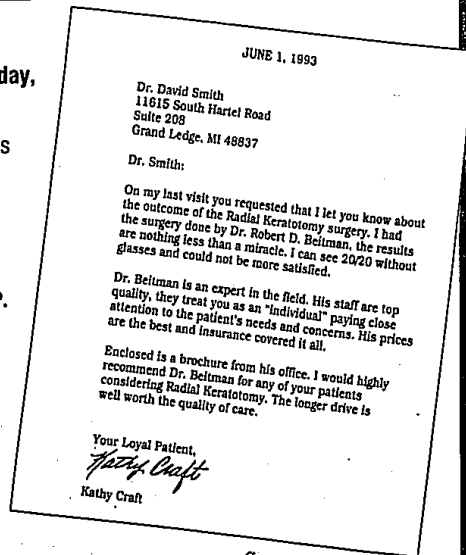 day,
s
JUNE 1, 1993
Dr. David Smith
11615 South Hartel Road
Suite 208
Grand Ledge, MI 48837
Dr. Smith:
On my last visit you requested that I let you know about
the outcome of the Radial Keratotomy surgery. I had
the surgery done by Dr. Robert D. Beitman, the results
are nothing less than a miracle. I can see 20/20 without
glasses and could not be more satisfied.
Dr. Beitman is an expert in the field. His staff are top
quality, they treat you as an "individual" paying close
attention to the patient's needs and concerns. His prices
are the best and insurance covered it all.
Enclosed is a brochure from his office. I would highly
recommend Dr. Beitman for any of your patients
considering Radial Keratotomy. The longer drive is
well worth the quality of care.
Your Loyal Patient,
Kathy Craft
Kathy Craft